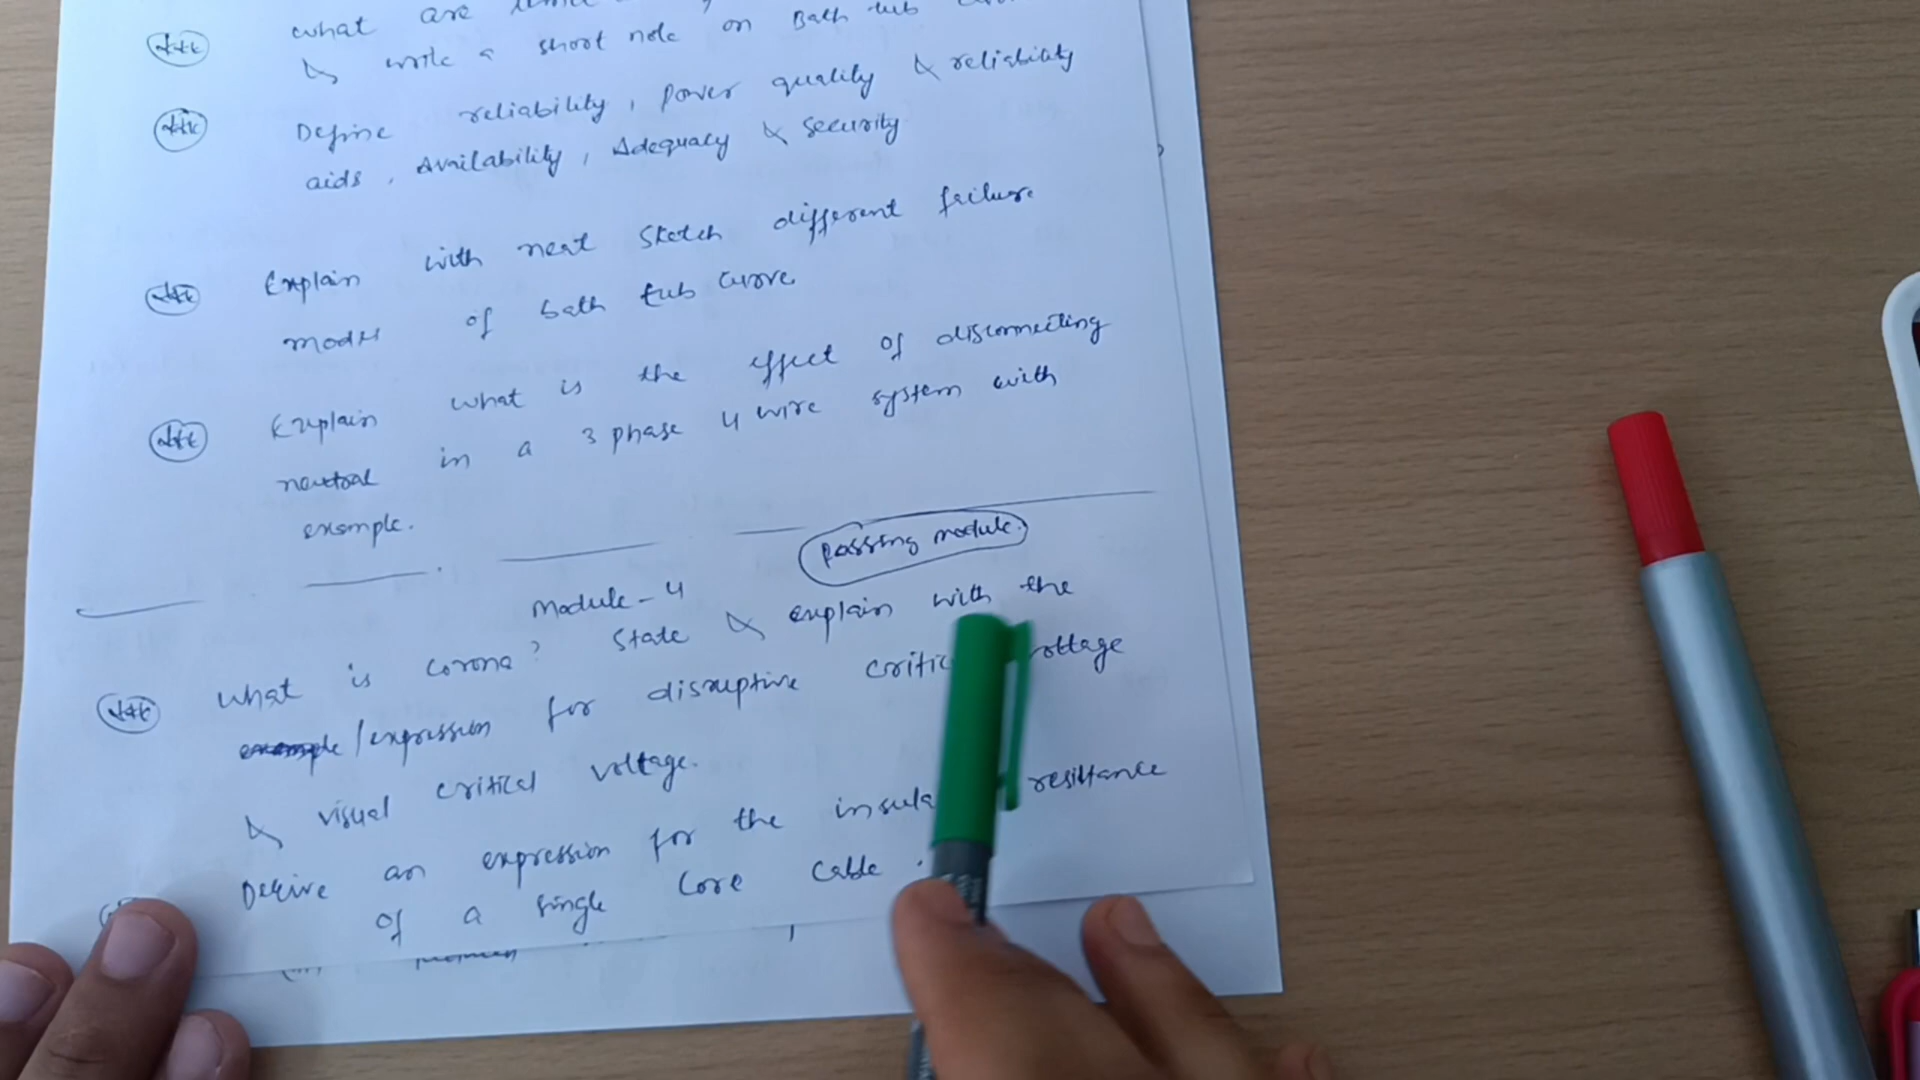 what are
& write a short note on Bath tub
Define reliability, power quality & reliability
aids, Availability, Adequacy & security
Explain with neat sketch different failure
modes of bath tub curve
Explain what is the effect of disconnecting
neutral in a 3 phase 4 wire system with
example.
passing module.
Module-4
*** What is corona? State & explain with the
/expression for disruptive critic voltage
& visual critical voltage.
Derive an expression for the insula resistance
of a single core cable.